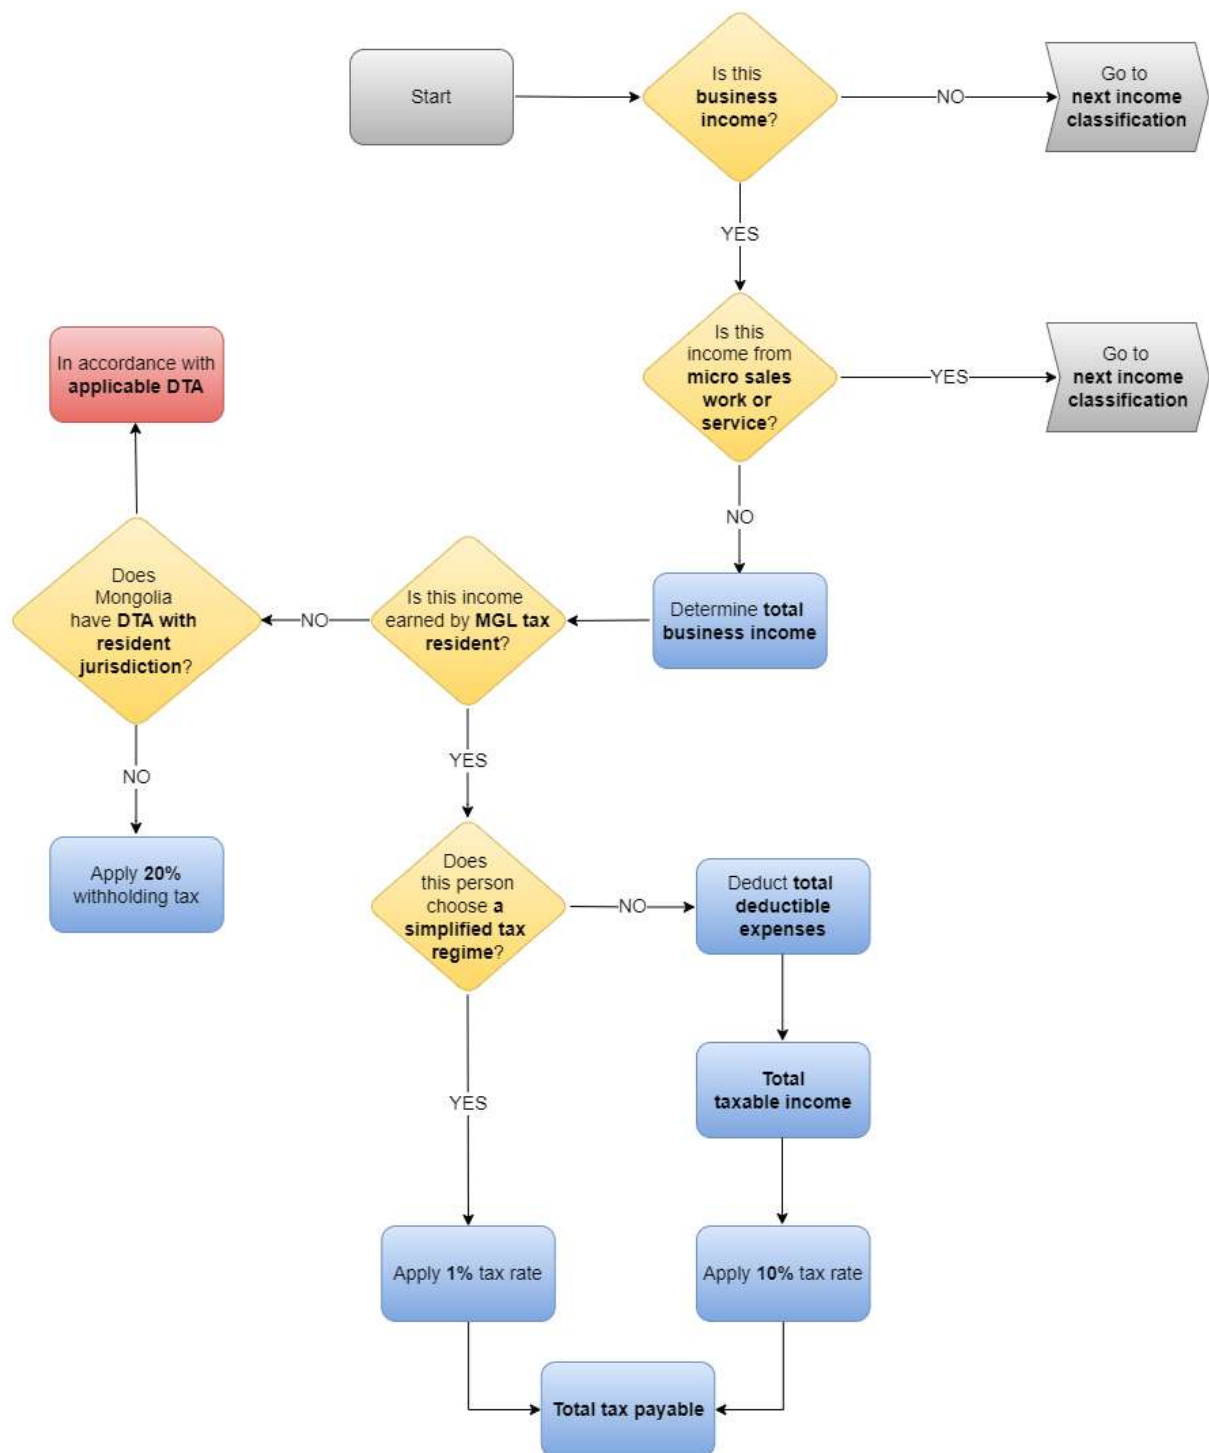 Start
Is this
business
income?
NO
Go to
next income
classification
YES
Is this
income from
micro sales
work or
service?
YES
Go to
next income
classification
In accordance with
applicable DTA
NO
Does
Mongolia
have DTA with
resident
jurisdiction?
NO
Is this income
earned by MGL tax
resident?
Determine total
business income
NO
YES
Apply 20%
withholding tax
Does
this person
choose a
simplified tax
regime?
NO
Deduct total
deductible
expenses
Total
taxable income
YES
Apply 1% tax rate
Apply 10% tax rate
Total tax payable